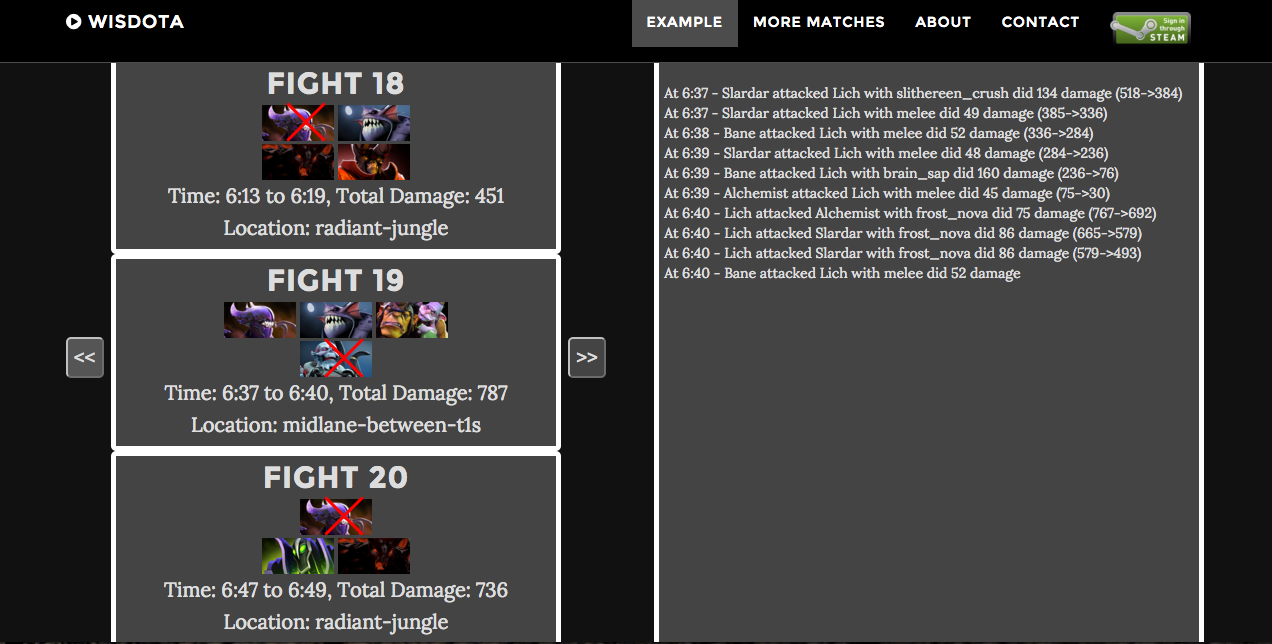 WISDOTA
EXAMPLE
MORE MATCHES
ABOUT
CONTACT
Sign in
through
STEAM
FIGHT 18
Time: 6:13 to 6:19, Total Damage: 451
Location: radiant-jungle
<<
FIGHT 19
Time: 6:37 to 6:40, Total Damage: 787
Location: midlane-between-t1s
>>
FIGHT 20
Time: 6:47 to 6:49, Total Damage: 736
Location: radiant-jungle
At 6:37 - Slardar attacked Lich with slithereen_crush did 134 damage (518->384)
At 6:37 - Slardar attacked Lich with melee did 49 damage (385->336)
At 6:38 - Bane attacked Lich with melee did 52 damage (336->284)
At 6:39 - Slardar attacked Lich with melee did 48 damage (284->236)
At 6:39 - Bane attacked Lich with brain_sap did 160 damage (236->76)
At 6:39 - Alchemist attacked Lich with melee did 45 damage (75->30)
At 6:40 - Lich attacked Alchemist with frost_nova did 75 damage (767->692)
At 6:40 - Lich attacked Slardar with frost_nova did 86 damage (665->579)
At 6:40 - Lich attacked Slardar with frost_nova did 86 damage (579->493)
At 6:40 - Bane attacked Lich with melee did 52 damage